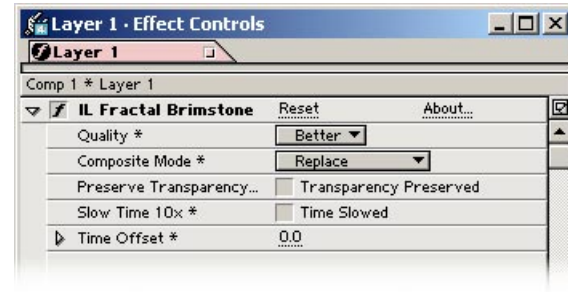 Layer 1 · Effect Controls
Layer 1
Comp 1 * Layer 1
IL Fractal Brimstone Reset About...
Quality * Better
Composite Mode * Replace
Preserve Transparency... Transparency Preserved
Slow Time 10x * Time Slowed
Time Offset * 0.0